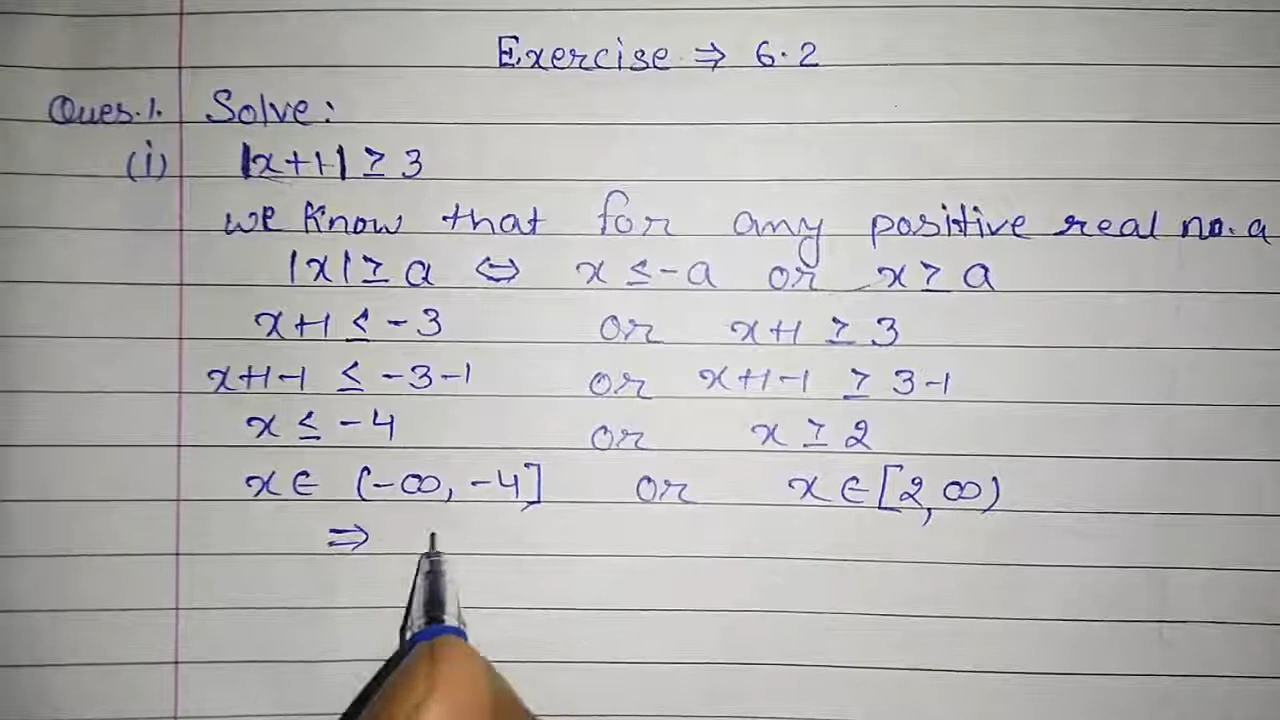 Exercise ⇒ 6.2
Ques.1. Solve:
(i) |x+1| ≥ 3
we know that for any positive real no. a
|x| ≥ a ⇔ x ≤ -a or x ≥ a
x+1 ≤ -3 or x+1 ≥ 3
x+1-1 ≤ -3-1 or x+1-1 ≥ 3-1
x ≤ -4 or x ≥ 2
x ∈ (-∞, -4] or x ∈ [2, ∞)
⇒